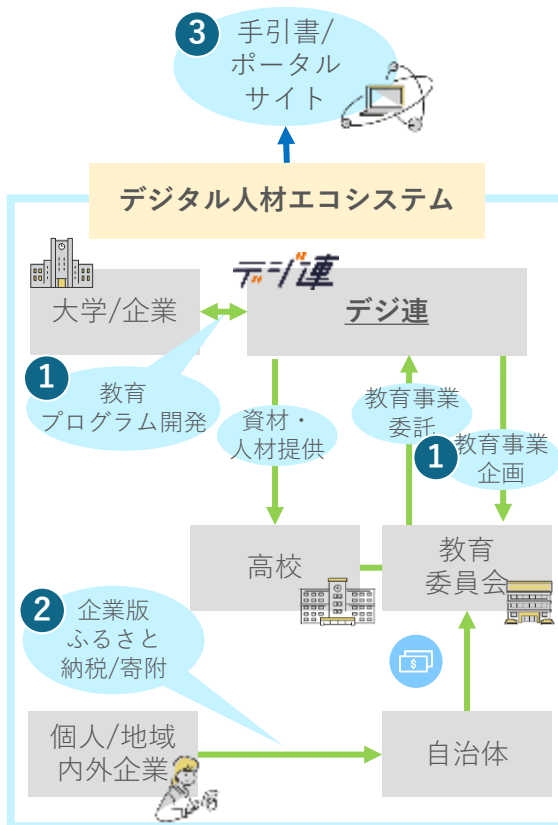 3
手引書/
ポータル
サイト
デジタル人材エコシステム
デジ連
大学/企業
デジ連
1
教育
プログラム開発
資材・
人材提供
教育事業
委託
1
教育事業
企画
高校
教育
委員会
2
企業版
ふるさと
納税/寄附
$
個人/地域
内外企業
自治体